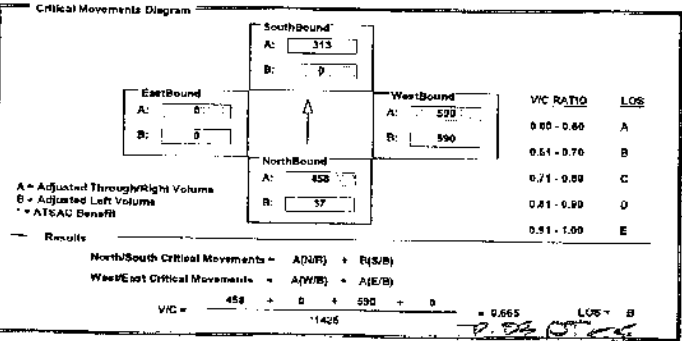 Critical Movements Diagram
SouthBound
A: 313
B: 0
EastBound
A: 0
B: 0
WestBound
A: 590
B: 590
NorthBound
A: 458
B: 37
V/C RATIO LOS
0.00 - 0.60 A
0.61 - 0.70 B
0.71 - 0.80 C
0.81 - 0.90 D
0.91 - 1.00 E
A = Adjusted Through/Right Volume
B = Adjusted Left Volume
* = ATSAC Benefit
Results
North/South Critical Movements = A(N/B) + B(S/B)
West/East Critical Movements = A(W/B) + A(E/B)
458 + 0 + 590 + 0
V/C = = 0.665 LOS = B
*1425